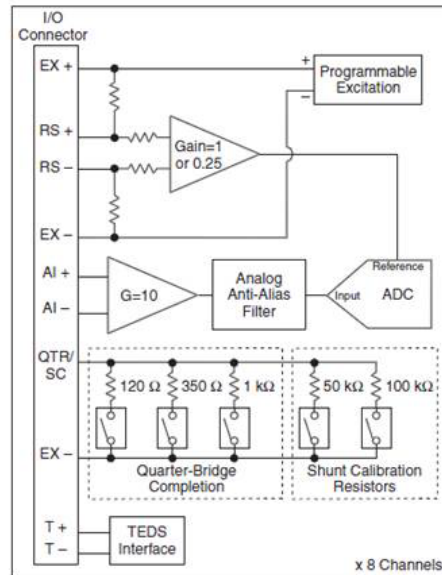 I/O
Connector
EX +
+
Programmable
Excitation
–
RS +
Gain=1
or 0.25
RS –
EX –
Reference
AI +
G=10
Analog
Anti-Alias
Filter
Input
ADC
AI –
QTR/
SC
120 Ω
350 Ω
1 kΩ
50 kΩ
100 kΩ
EX –
Quarter-Bridge
Completion
Shunt Calibration
Resistors
T +
TEDS
Interface
T –
x 8 Channels